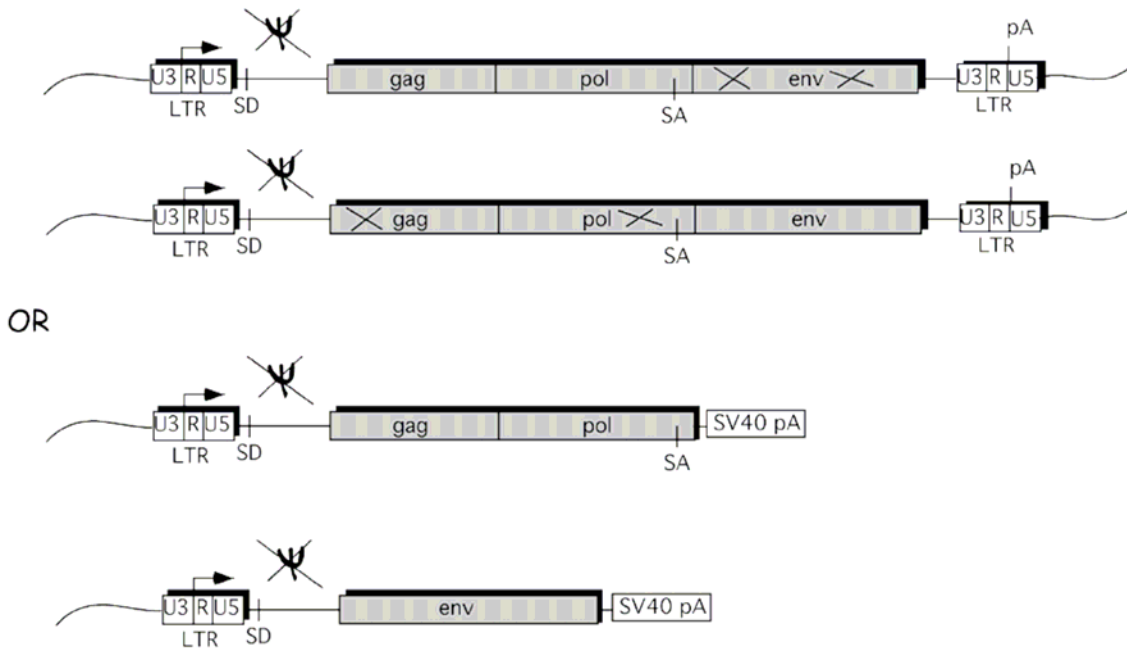 Ψ pA
U3 R U5 gag pol env U3 R U5
LTR SD SA LTR
Ψ pA
U3 R U5 gag pol env U3 R U5
LTR SD SA LTR
OR
Ψ
U3 R U5 gag pol SV40 pA
LTR SD SA
Ψ
U3 R U5 env SV40 pA
LTR SD